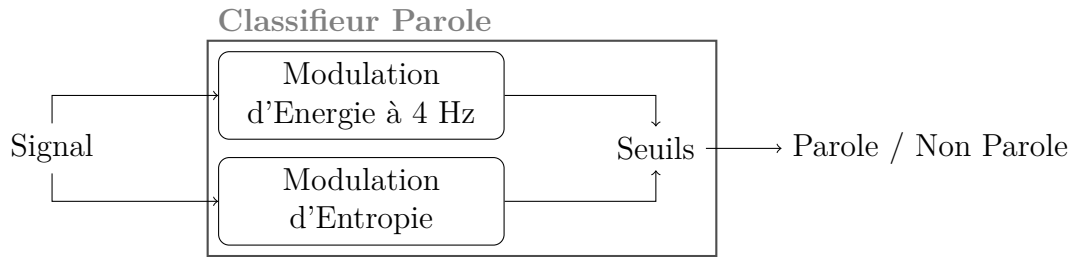 Classifieur Parole
Modulation
d'Energie à 4 Hz
Signal
Seuils
Parole / Non Parole
Modulation
d'Entropie